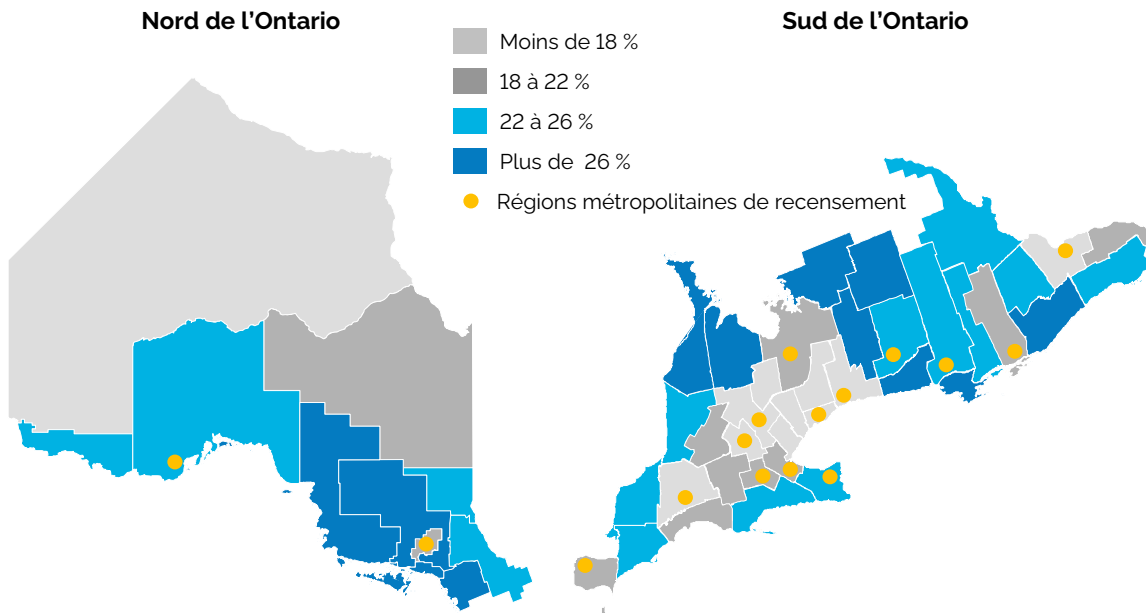 Nord de l’Ontario
Sud de l’Ontario
Moins de 18 %
18 à 22 %
22 à 26 %
Plus de 26 %
Régions métropolitaines de recensement